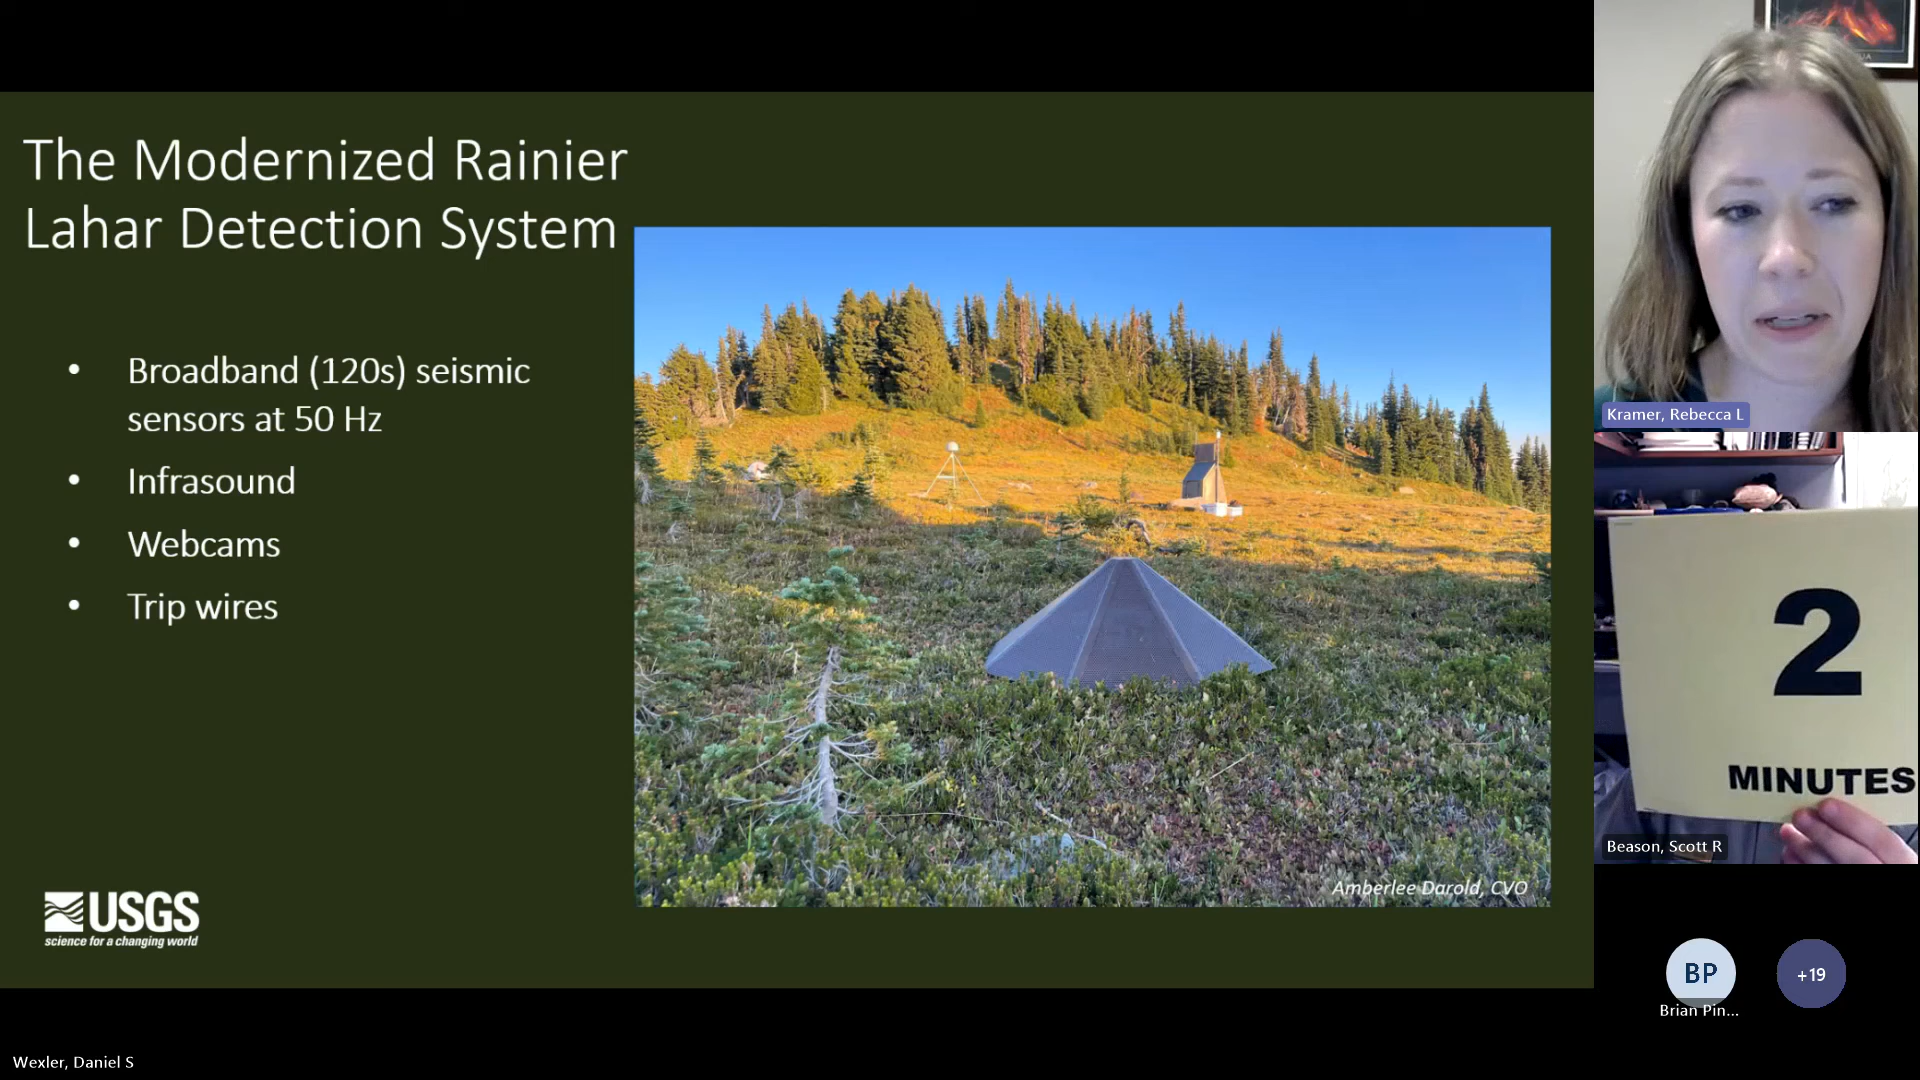 The Modernized Rainier
Lahar Detection System
• Broadband (120s) seismic
sensors at 50 Hz
• Infrasound
• Webcams
• Trip wires
Amberlee Darold, CVO
USGS
science for a changing world
Kramer, Rebecca L
2
MINUTES
Beason, Scott R
BP
+19
Brian Pin...
Wexler, Daniel S